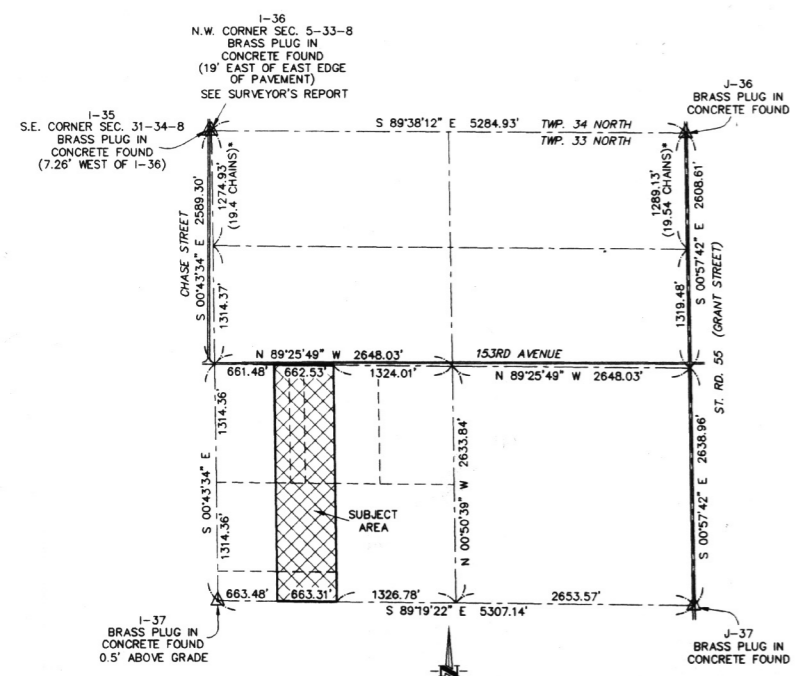 I-36
N.W. CORNER SEC. 5-33-8
BRASS PLUG IN
CONCRETE FOUND
(19' EAST OF EAST EDGE
OF PAVEMENT)
SEE SURVEYOR'S REPORT
I-35
S.E. CORNER SEC. 31-34-8
BRASS PLUG IN
CONCRETE FOUND
(7.26' WEST OF I-36)
J-36
BRASS PLUG IN
CONCRETE FOUND
S 89°38'12" E 5284.93' TWP. 34 NORTH
TWP. 33 NORTH
CHASE STREET
S 00°43'34" E 2589.30'
1274.93'
(19.4 CHAINS)*
1314.37'
1289.13'
(19.54 CHAINS)*
1319.48'
S 00°57'42" E 2608.61'
ST. RD. 55 (GRANT STREET)
N 89°25'49" W 2648.03' 153RD AVENUE
661.48' 662.53' 1324.01' N 89°25'49" W 2648.03'
1314.36'
S 00°43'34" E
1314.36'
N 00°50'39" W 2633.84'
S 00°57'42" E 2638.96'
SUBJECT
AREA
663.48' 663.31' 1326.78' 2653.57'
S 89°19'22" E 5307.14'
I-37
BRASS PLUG IN
CONCRETE FOUND
0.5' ABOVE GRADE
J-37
BRASS PLUG IN
CONCRETE FOUND
N